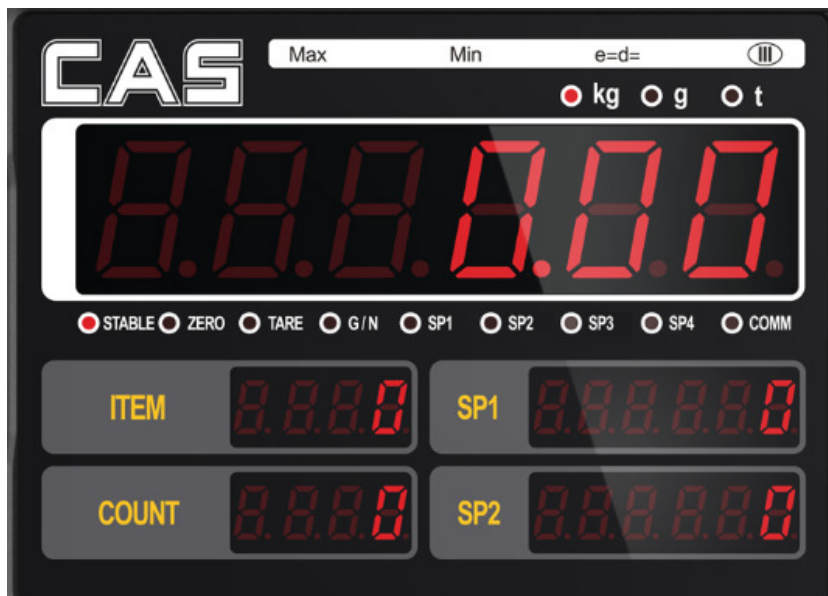 CAS
Max Min e=d= III
kg g t
0.00
STABLE ZERO TARE G/N SP1 SP2 SP3 SP4 COMM
ITEM 0 SP1 0
COUNT 0 SP2 0